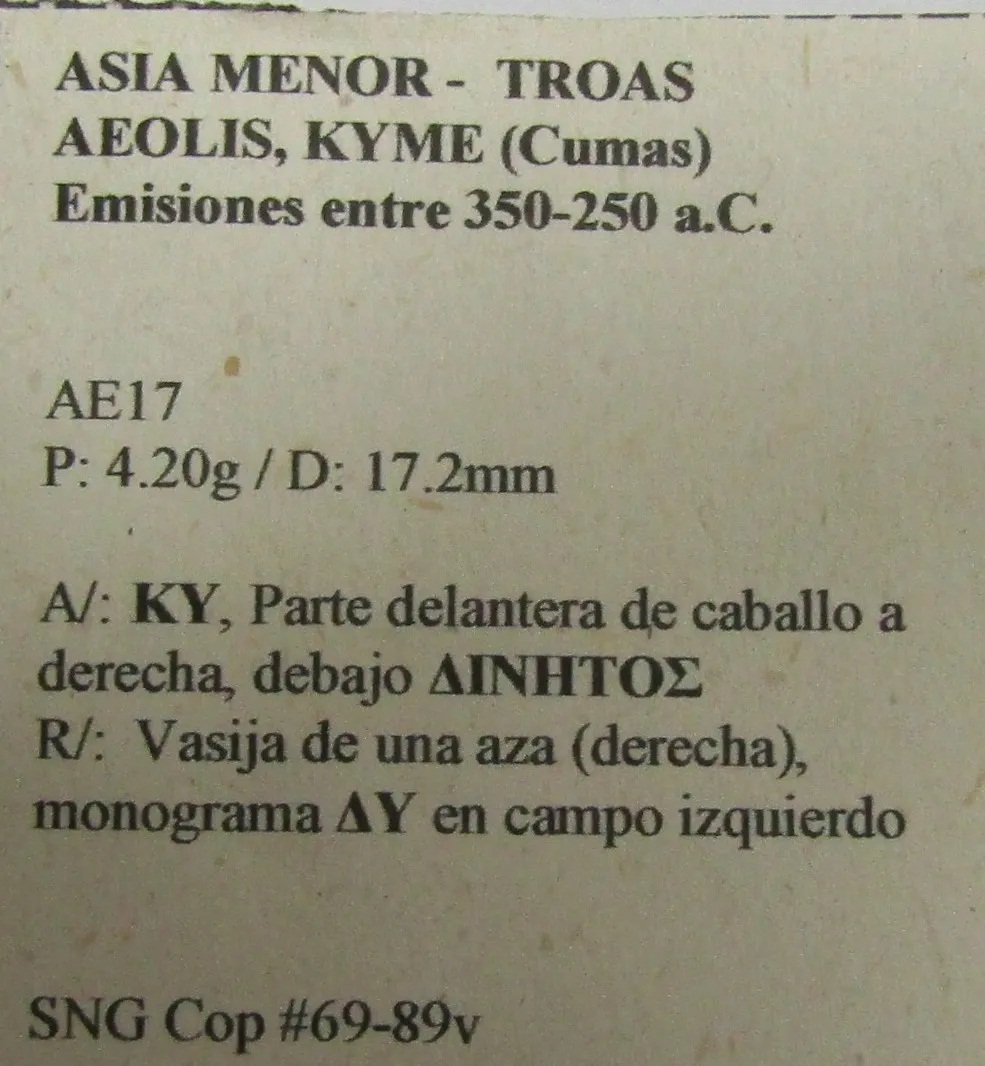 ASIA MENOR - TROAS
AEOLIS, KYME (Cumas)
Emisiones entre 350-250 a.C.
AE17
P: 4.20g / D: 17.2mm
A/: KY, Parte delantera de caballo a
derecha, debajo ΔΙΝΗΤΟΣ
R/: Vasija de una aza (derecha),
monograma ΔΥ en campo izquierdo
SNG Cop #69-89v